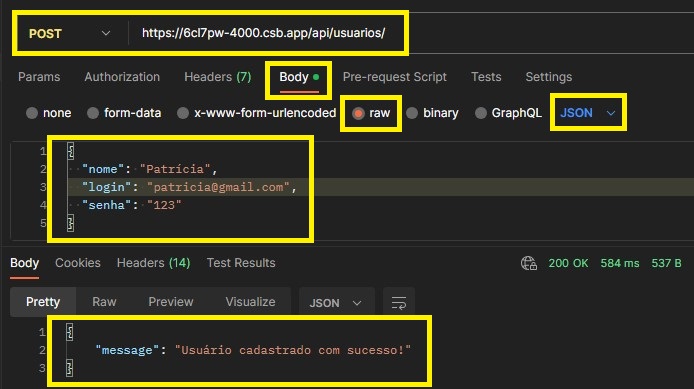 POST https://6cl7pw-4000.csb.app/api/usuarios/
Params Authorization Headers (7) Body Pre-request Script Tests Settings
none form-data x-www-form-urlencoded raw binary GraphQL JSON
1 {
2 "nome": "Patrícia",
3 "login": "patricia@gmail.com",
4 "senha": "123"
5 }
Body Cookies Headers (14) Test Results 200 OK 584 ms 537 B
Pretty Raw Preview Visualize JSON
1 {
2 "message": "Usuário cadastrado com sucesso!"
3 }